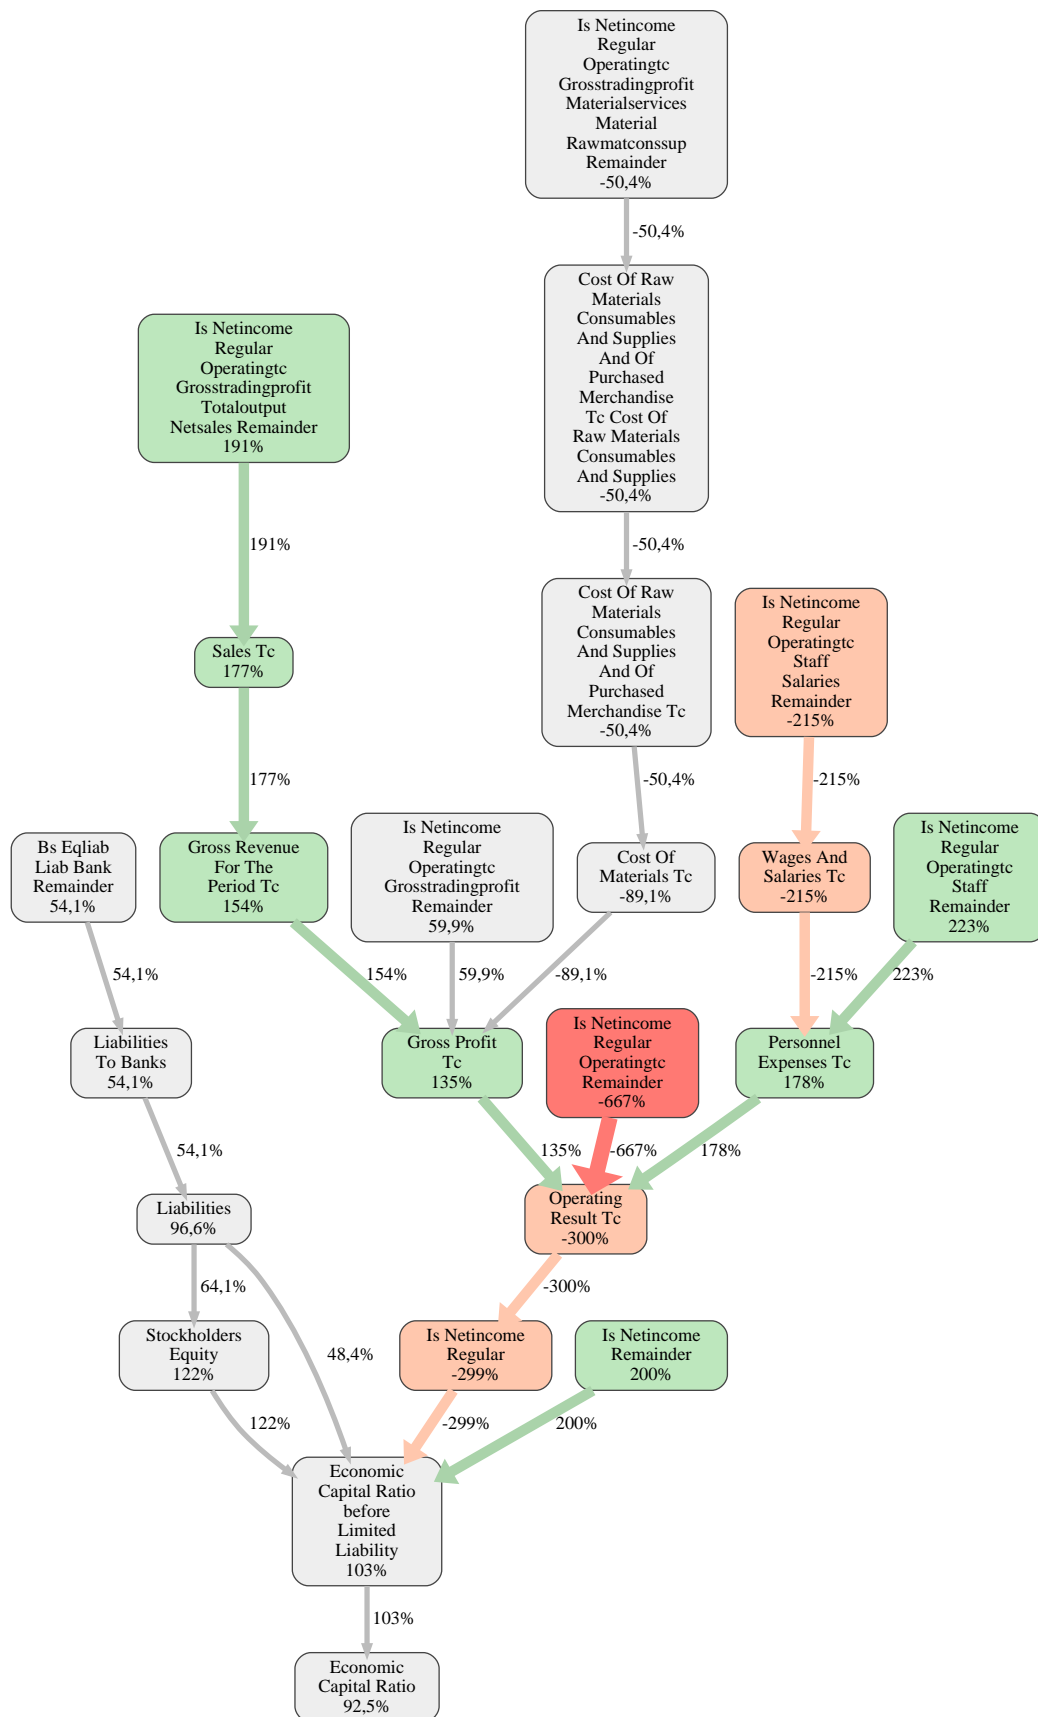 Is Netincome
Regular
Operatingtc
Grosstradingprofit
Materialservices
Material
Rawmatconssup
Remainder
-50,4%
-50,4%
Cost Of Raw
Materials
Consumables
And Supplies
And Of
Purchased
Merchandise
Tc Cost Of
Raw Materials
Consumables
And Supplies
-50,4%
Is Netincome
Regular
Operatingtc
Grosstradingprofit
Totaloutput
Netsales Remainder
191%
191%
-50,4%
Cost Of Raw
Materials
Consumables
And Supplies
And Of
Purchased
Merchandise Tc
-50,4%
Is Netincome
Regular
Operatingtc
Staff
Salaries
Remainder
-215%
Sales Tc
177%
177%
-50,4%
-215%
Bs Eqliab
Liab Bank
Remainder
54,1%
Gross Revenue
For The
Period Tc
154%
Is Netincome
Regular
Operatingtc
Grosstradingprofit
Remainder
59,9%
Cost Of
Materials Tc
-89,1%
Wages And
Salaries Tc
-215%
Is Netincome
Regular
Operatingtc
Staff
Remainder
223%
54,1%
154%
59,9%
-89,1%
-215%
223%
Liabilities
To Banks
54,1%
Gross Profit
Tc
135%
Is Netincome
Regular
Operatingtc
Remainder
-667%
Personnel
Expenses Tc
178%
54,1%
135%
-667%
178%
Liabilities
96,6%
Operating
Result Tc
-300%
64,1%
-300%
Stockholders
Equity
122%
48,4%
Is Netincome
Regular
-299%
Is Netincome
Remainder
200%
122%
-299%
200%
Economic
Capital Ratio
before
Limited
Liability
103%
103%
Economic
Capital Ratio
92,5%